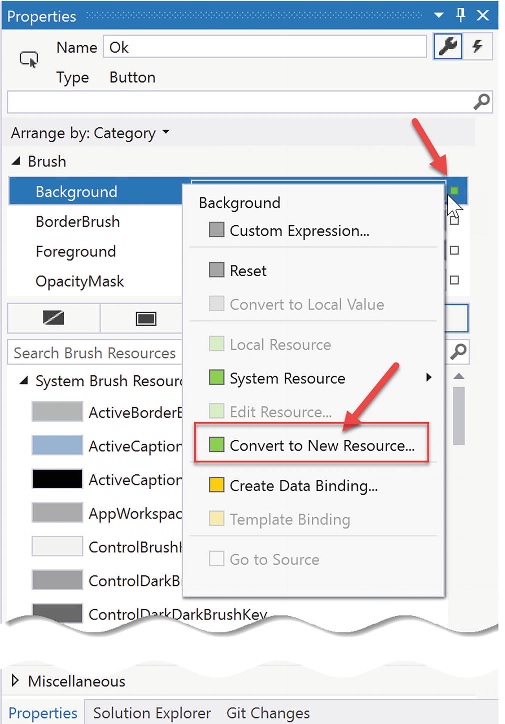 Properties
Name Ok
Type Button
Arrange by: Category
Brush
Background
BorderBrush
Foreground
OpacityMask
Search Brush Resources
System Brush Resourc
ActiveBorderB
ActiveCaption
ActiveCaption
AppWorkspac
ControlBrush
ControlDarkB
ControlDarkDarkBrushKey
Background
Custom Expression...
Reset
Convert to Local Value
Local Resource
System Resource
Edit Resource...
Convert to New Resource...
Create Data Binding...
Template Binding
Go to Source
Miscellaneous
Properties Solution Explorer Git Changes